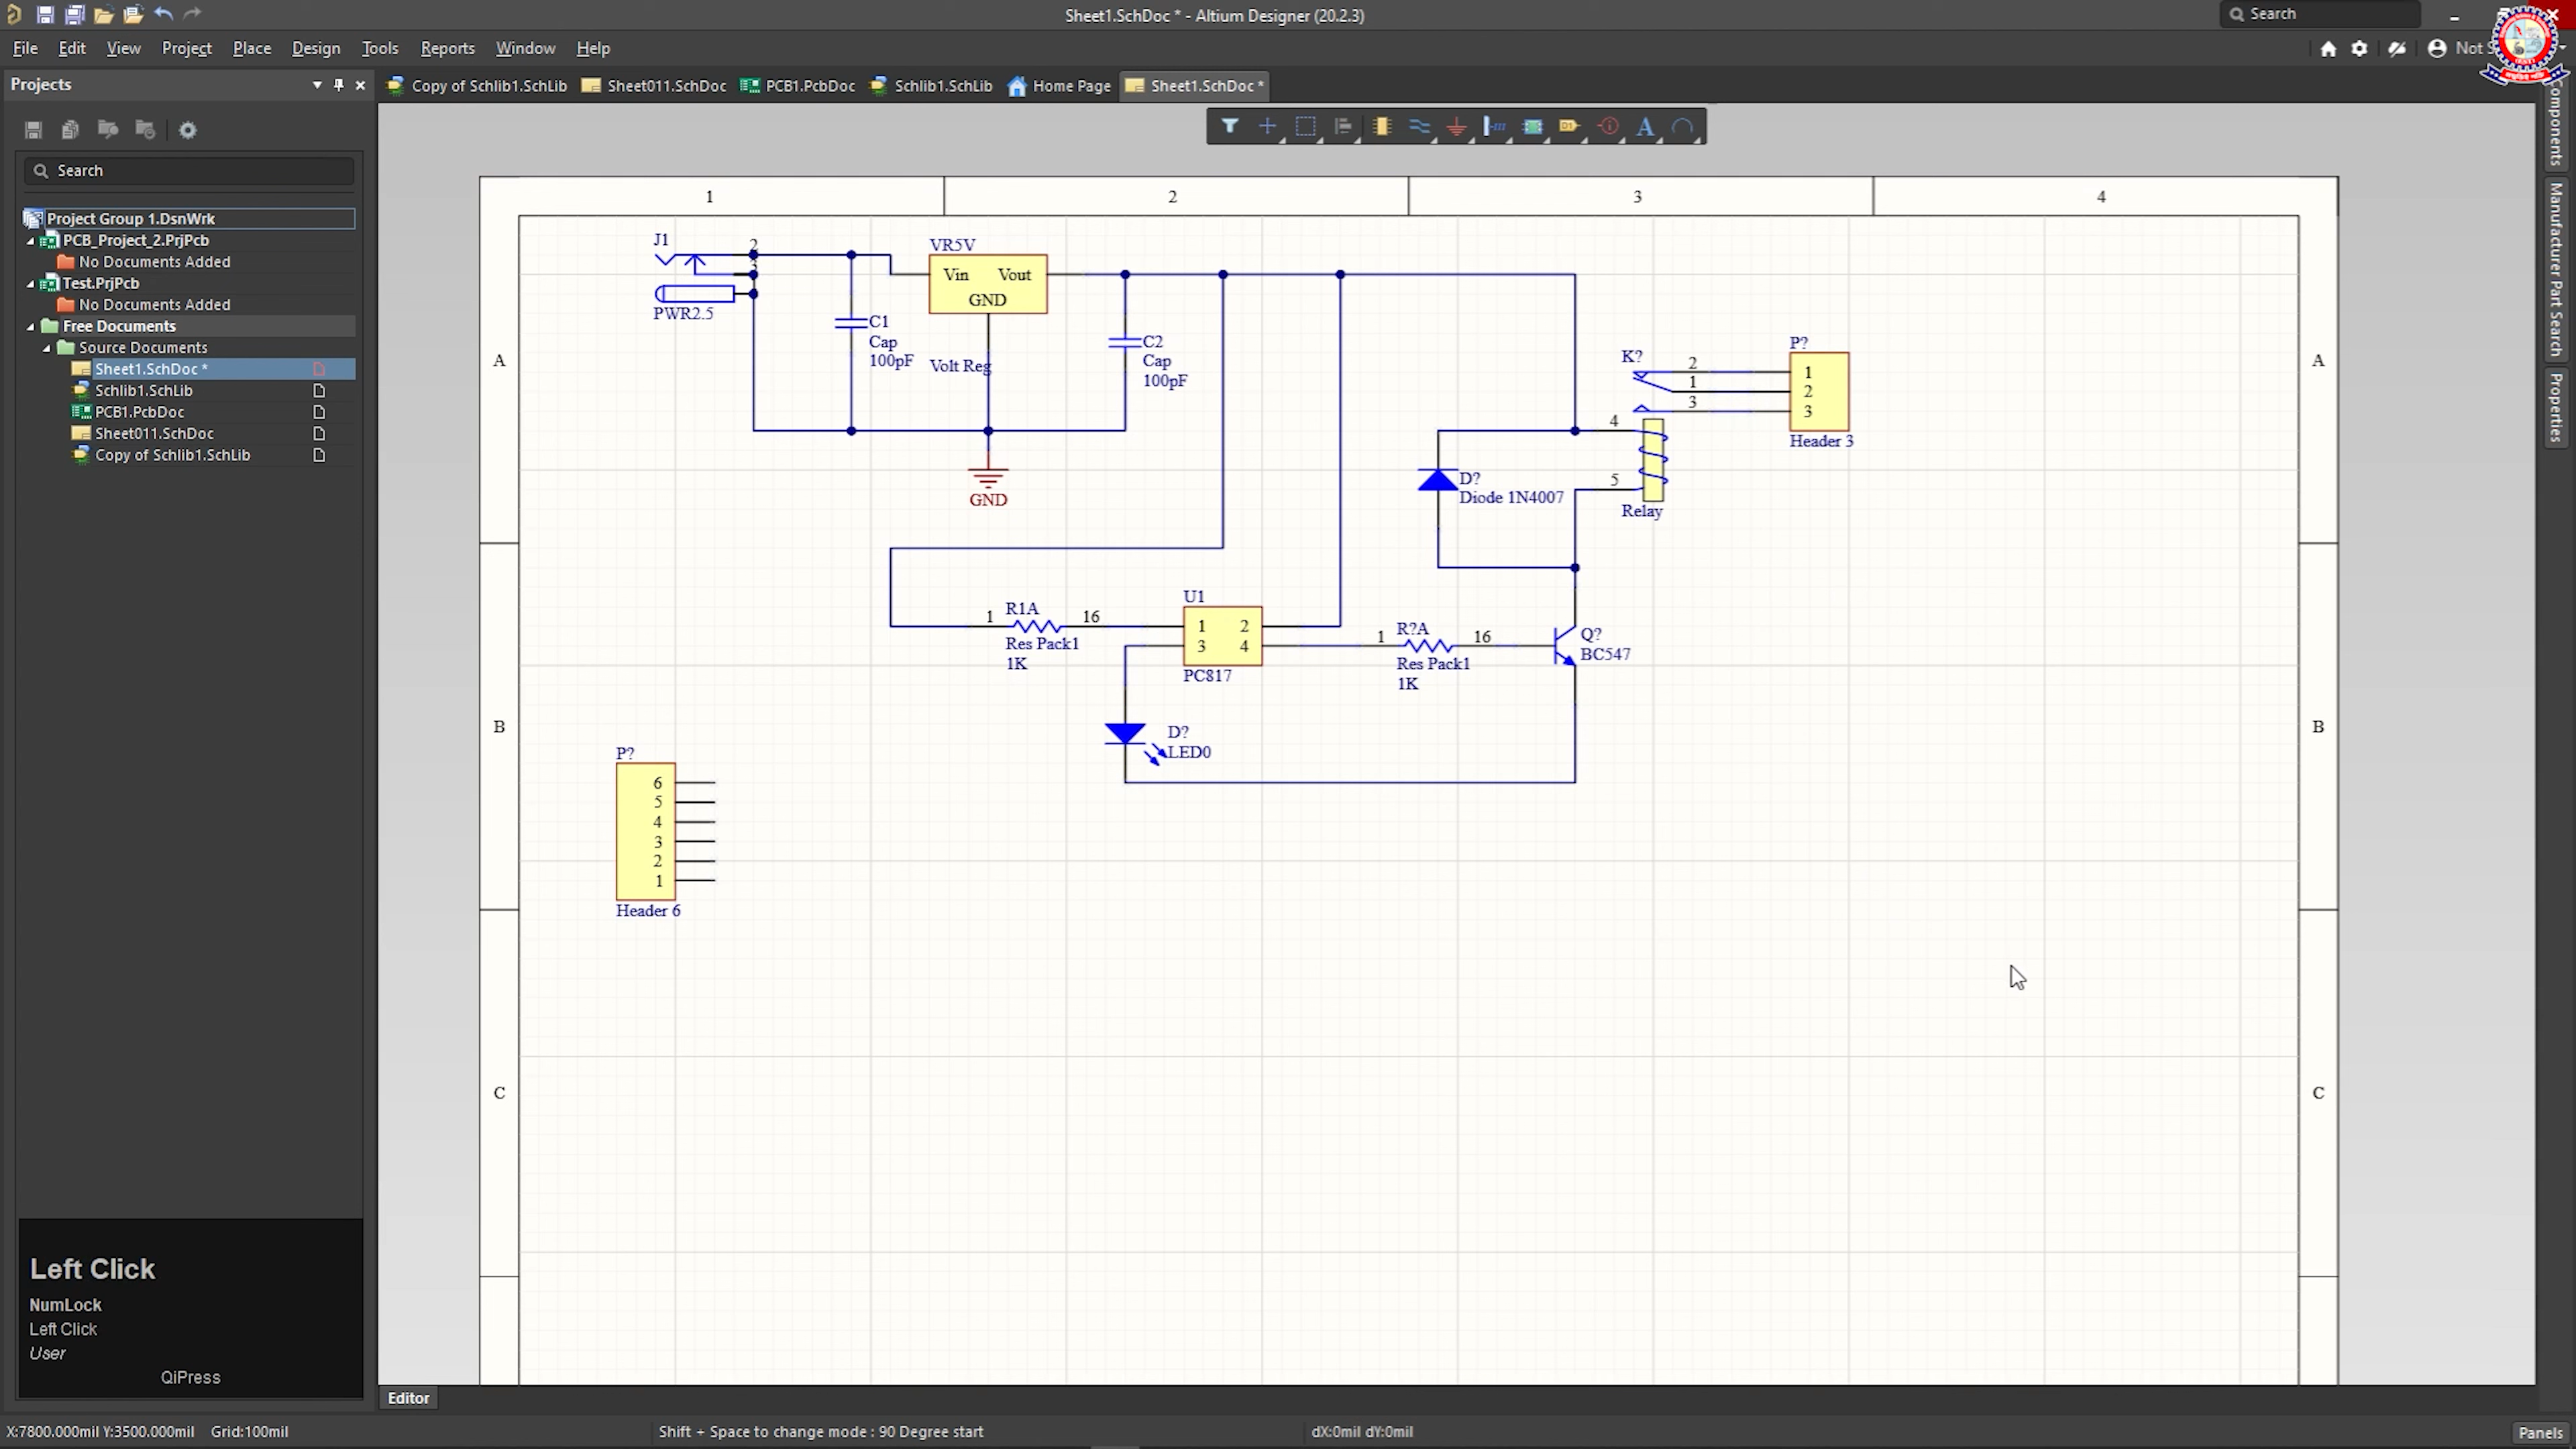 Sheet1.SchDoc * - Altium Designer (20.2.3)
Search
File Edit View Project Place Design Tools Reports Window Help
Not S
Projects
Copy of Schlib1.SchLib Sheet011.SchDoc PCB1.PcbDoc Schlib1.SchLib Home Page Sheet1.SchDoc *
Search
Project Group 1.DsnWrk
PCB_Project_2.PrjPcb
No Documents Added
Test.PrjPcb
No Documents Added
Free Documents
Source Documents
Sheet1.SchDoc *
Schlib1.SchLib
PCB1.PcbDoc
Sheet011.SchDoc
Copy of Schlib1.SchLib
1 2 3 4
A
B
C
A
B
C
J1
2
PWR2.5
C1
Cap
100pF
VR5V
Vin Vout
GND
Volt Reg
C2
Cap
100pF
GND
K?
2
1
3
4
5
Relay
P?
1
2
3
Header 3
D?
Diode 1N4007
1 R1A 16
Res Pack1
1K
U1
1 2
3 4
PC817
1 R?A 16
Res Pack1
1K
Q?
BC547
D?
LED0
P?
6
5
4
3
2
1
Header 6
Components
Manufacturer Part Search
Properties
Left Click
NumLock
Left Click
User
QiPress
Editor
X:7800.000mil Y:3500.000mil Grid:100mil
Shift + Space to change mode : 90 Degree start
dX:0mil dY:0mil
Panels